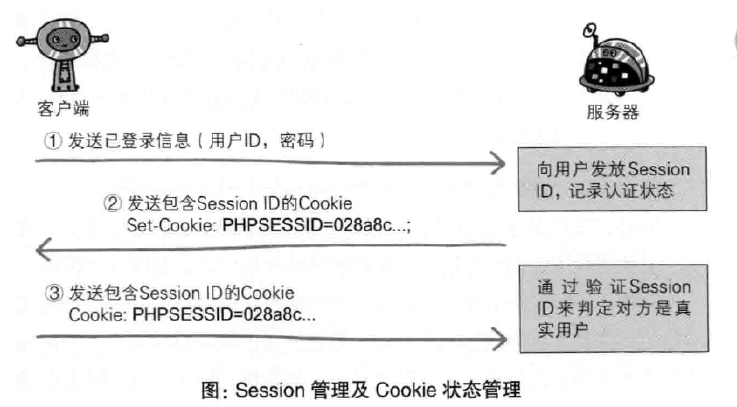 客户端
服务器
① 发送已登录信息（用户ID，密码）
向用户发放Session
ID，记录认证状态
② 发送包含Session ID的Cookie
Set-Cookie: PHPSESSID=028a8c...;
③ 发送包含Session ID的Cookie
Cookie: PHPSESSID=028a8c...
通过验证Session
ID来判定对方是真
实用户
图：Session 管理及 Cookie 状态管理